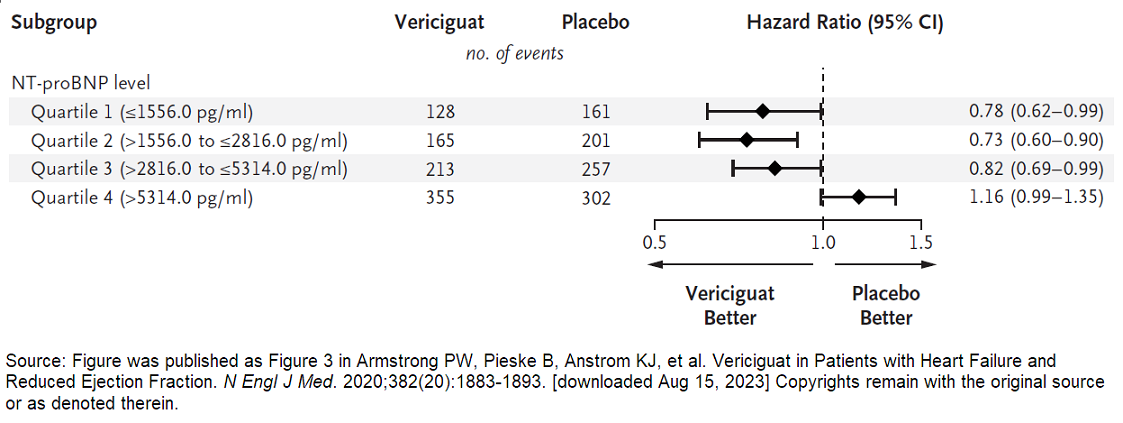 Subgroup Vericiguat Placebo Hazard Ratio (95% CI)
no. of events
NT-proBNP level
Quartile 1 (≤1556.0 pg/ml) 128 161 0.78 (0.62–0.99)
Quartile 2 (>1556.0 to ≤2816.0 pg/ml) 165 201 0.73 (0.60–0.90)
Quartile 3 (>2816.0 to ≤5314.0 pg/ml) 213 257 0.82 (0.69–0.99)
Quartile 4 (>5314.0 pg/ml) 355 302 1.16 (0.99–1.35)
0.5 1.0 1.5
Vericiguat Placebo
Better Better
Source: Figure was published as Figure 3 in Armstrong PW, Pieske B, Anstrom KJ, et al. Vericiguat in Patients with Heart Failure and
Reduced Ejection Fraction. N Engl J Med. 2020;382(20):1883-1893. [downloaded Aug 15, 2023] Copyrights remain with the original source
or as denoted therein.